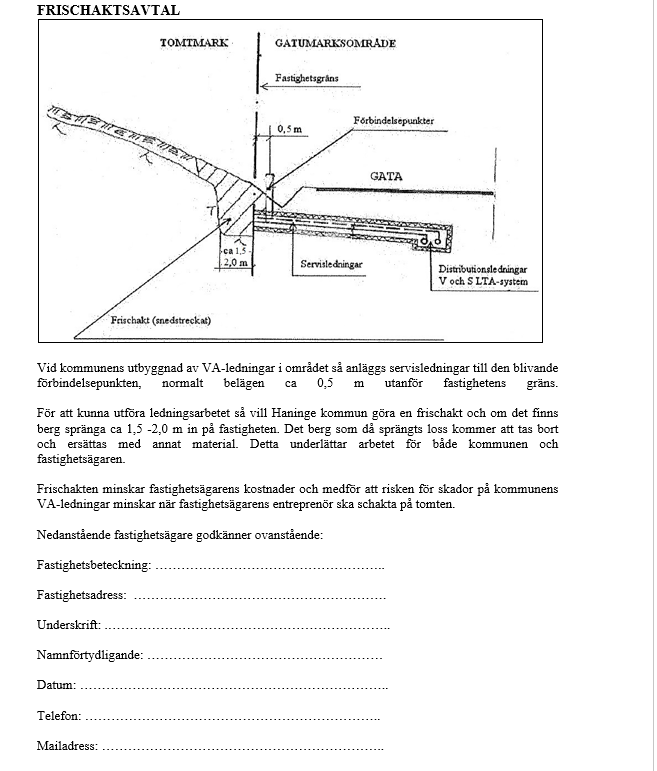 FRISCHAKTSAVTAL
TOMTMARK
GATUMARKSOMRÅDE
Fastighetsgräns
Förbindelsepunkter
0,5 m
GATA
ca 1,5 -
2,0 m
Servisledningar
Distributionsledningar
V och S LTA-system
Frischakt (snedstreckat)
Vid kommunens utbyggnad av VA-ledningar i området så anläggs servisledningar till den blivande
förbindelsepunkten, normalt belägen ca 0,5 m utanför fastighetens gräns.
För att kunna utföra ledningsarbetet så vill Haninge kommun göra en frischakt och om det finns
berg spränga ca 1,5 -2,0 m in på fastigheten. Det berg som då sprängts loss kommer att tas bort
och ersättas med annat material. Detta underlättar arbetet för både kommunen och
fastighetsägaren.
Frischakten minskar fastighetsägarens kostnader och medför att risken för skador på kommunens
VA-ledningar minskar när fastighetsägarens entreprenör ska schakta på tomten.
Nedanstående fastighetsägare godkänner ovanstående:
Fastighetsbeteckning: ……………………………………………..
Fastighetsadress: ………………………………………………….
Underskrift: ………………………………………………………..
Namnförtydligande: ………………………………………………
Datum: ……………………………………………………………..
Telefon: …………………………………………………………..
Mailadress: ………………………………………………………..